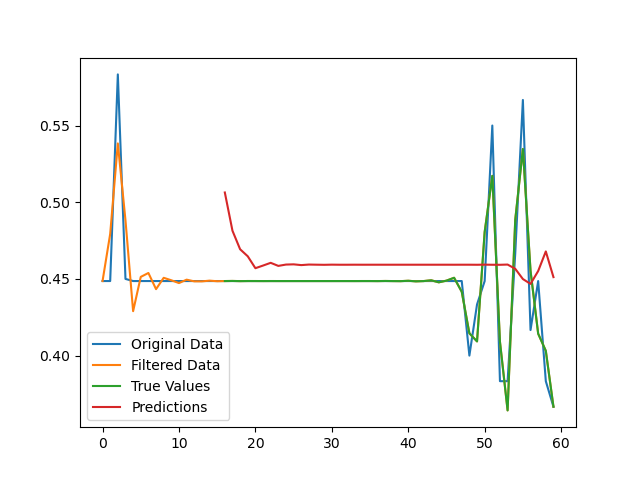 0.55
0.50
0.45
0.40
Original Data
Filtered Data
True Values
Predictions
0 10 20 30 40 50 60